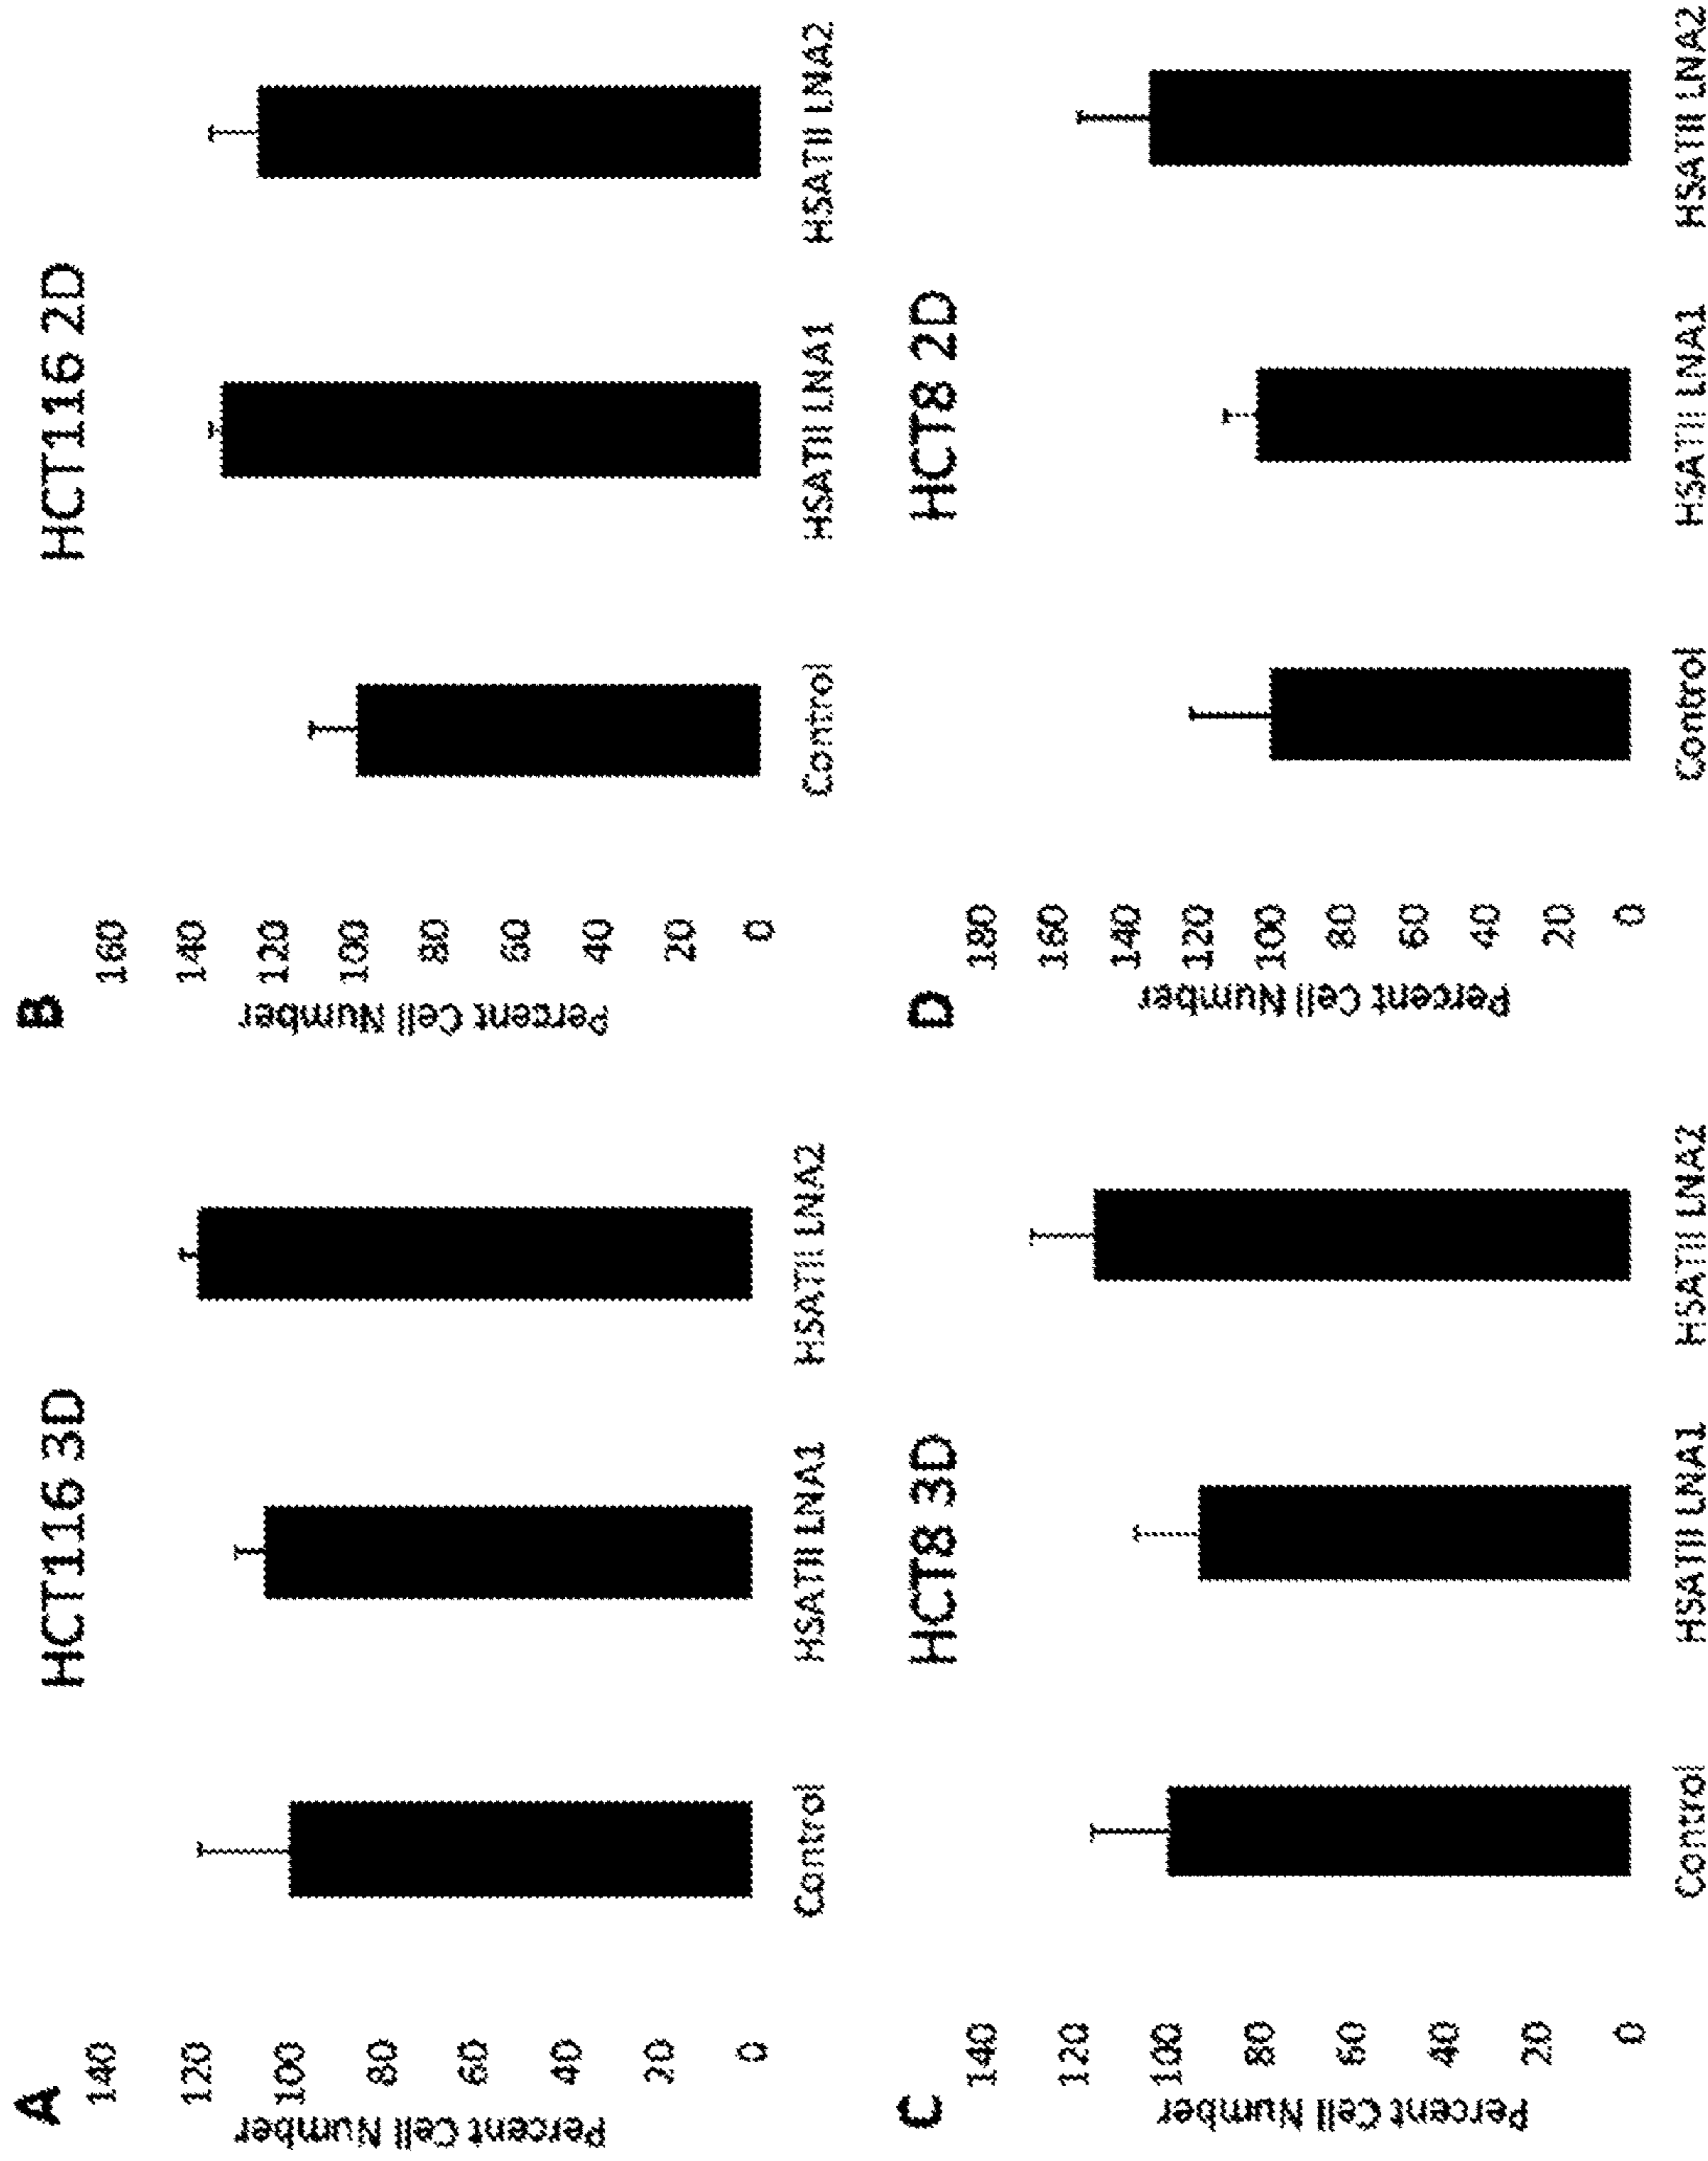 A
HCT116 3D
Percent Cell Number
140
120
100
80
60
40
20
0
Control
HSATII LNA1
HSATII LNA2
B
HCT116 2D
Percent Cell Number
160
140
120
100
80
60
40
20
0
Control
HSATII LNA1
HSATII LNA2
C
HCT8 3D
Percent Cell Number
140
120
100
80
60
40
20
0
Control
HSATII LNA1
HSATII LNA2
D
HCT8 2D
Percent Cell Number
180
160
140
120
100
80
60
40
20
0
Control
HSATII LNA1
HSATII LNA2